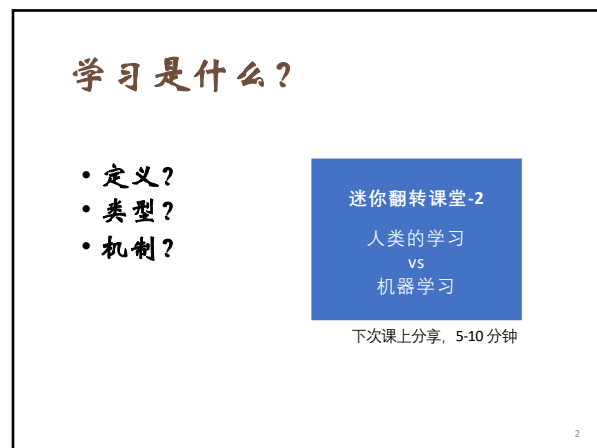 学习是什么?
• 定义?
• 类型?
• 机制?
迷你翻转课堂-2
人类的学习
vs
机器学习
下次课上分享，5-10 分钟
2